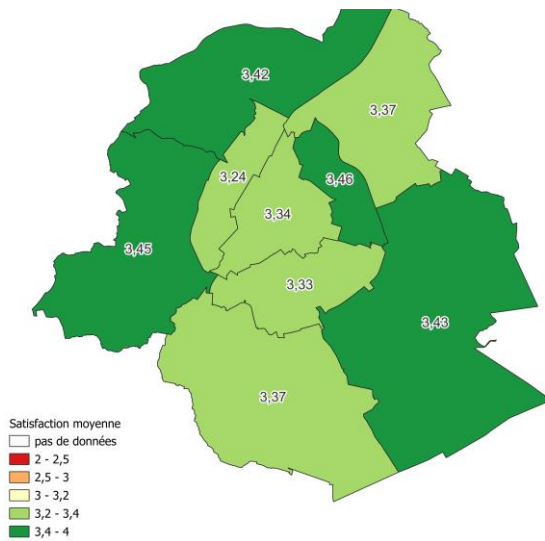 3,42
3,37
3,24
3,46
3,34
3,45
3,33
3,43
3,37
Satisfaction moyenne
pas de données
2 - 2,5
2,5 - 3
3 - 3,2
3,2 - 3,4
3,4 - 4